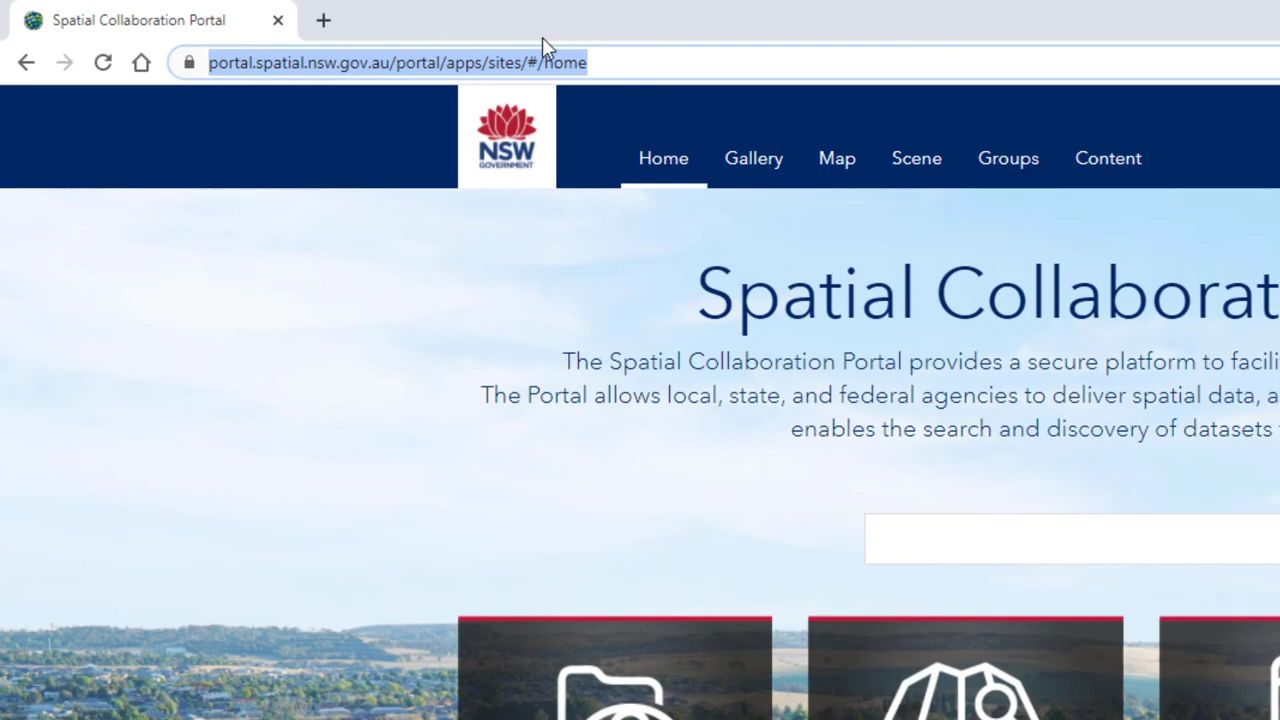 Spatial Collaboration Portal
portal.spatial.nsw.gov.au/portal/apps/sites/#/home
NSW
GOVERNMENT
Home Gallery Map Scene Groups Content
Spatial Collaborat
The Spatial Collaboration Portal provides a secure platform to facili
The Portal allows local, state, and federal agencies to deliver spatial data, a
enables the search and discovery of datasets